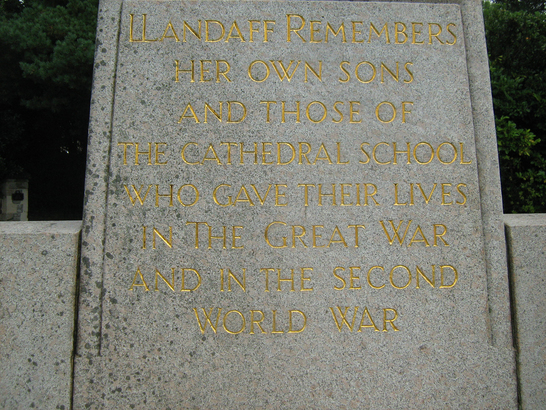 LLANDAFF REMEMBERS
HER OWN SONS
AND THOSE OF
THE CATHEDRAL SCHOOL
WHO GAVE THEIR LIVES
IN THE GREAT WAR
AND IN THE SECOND
WORLD WAR